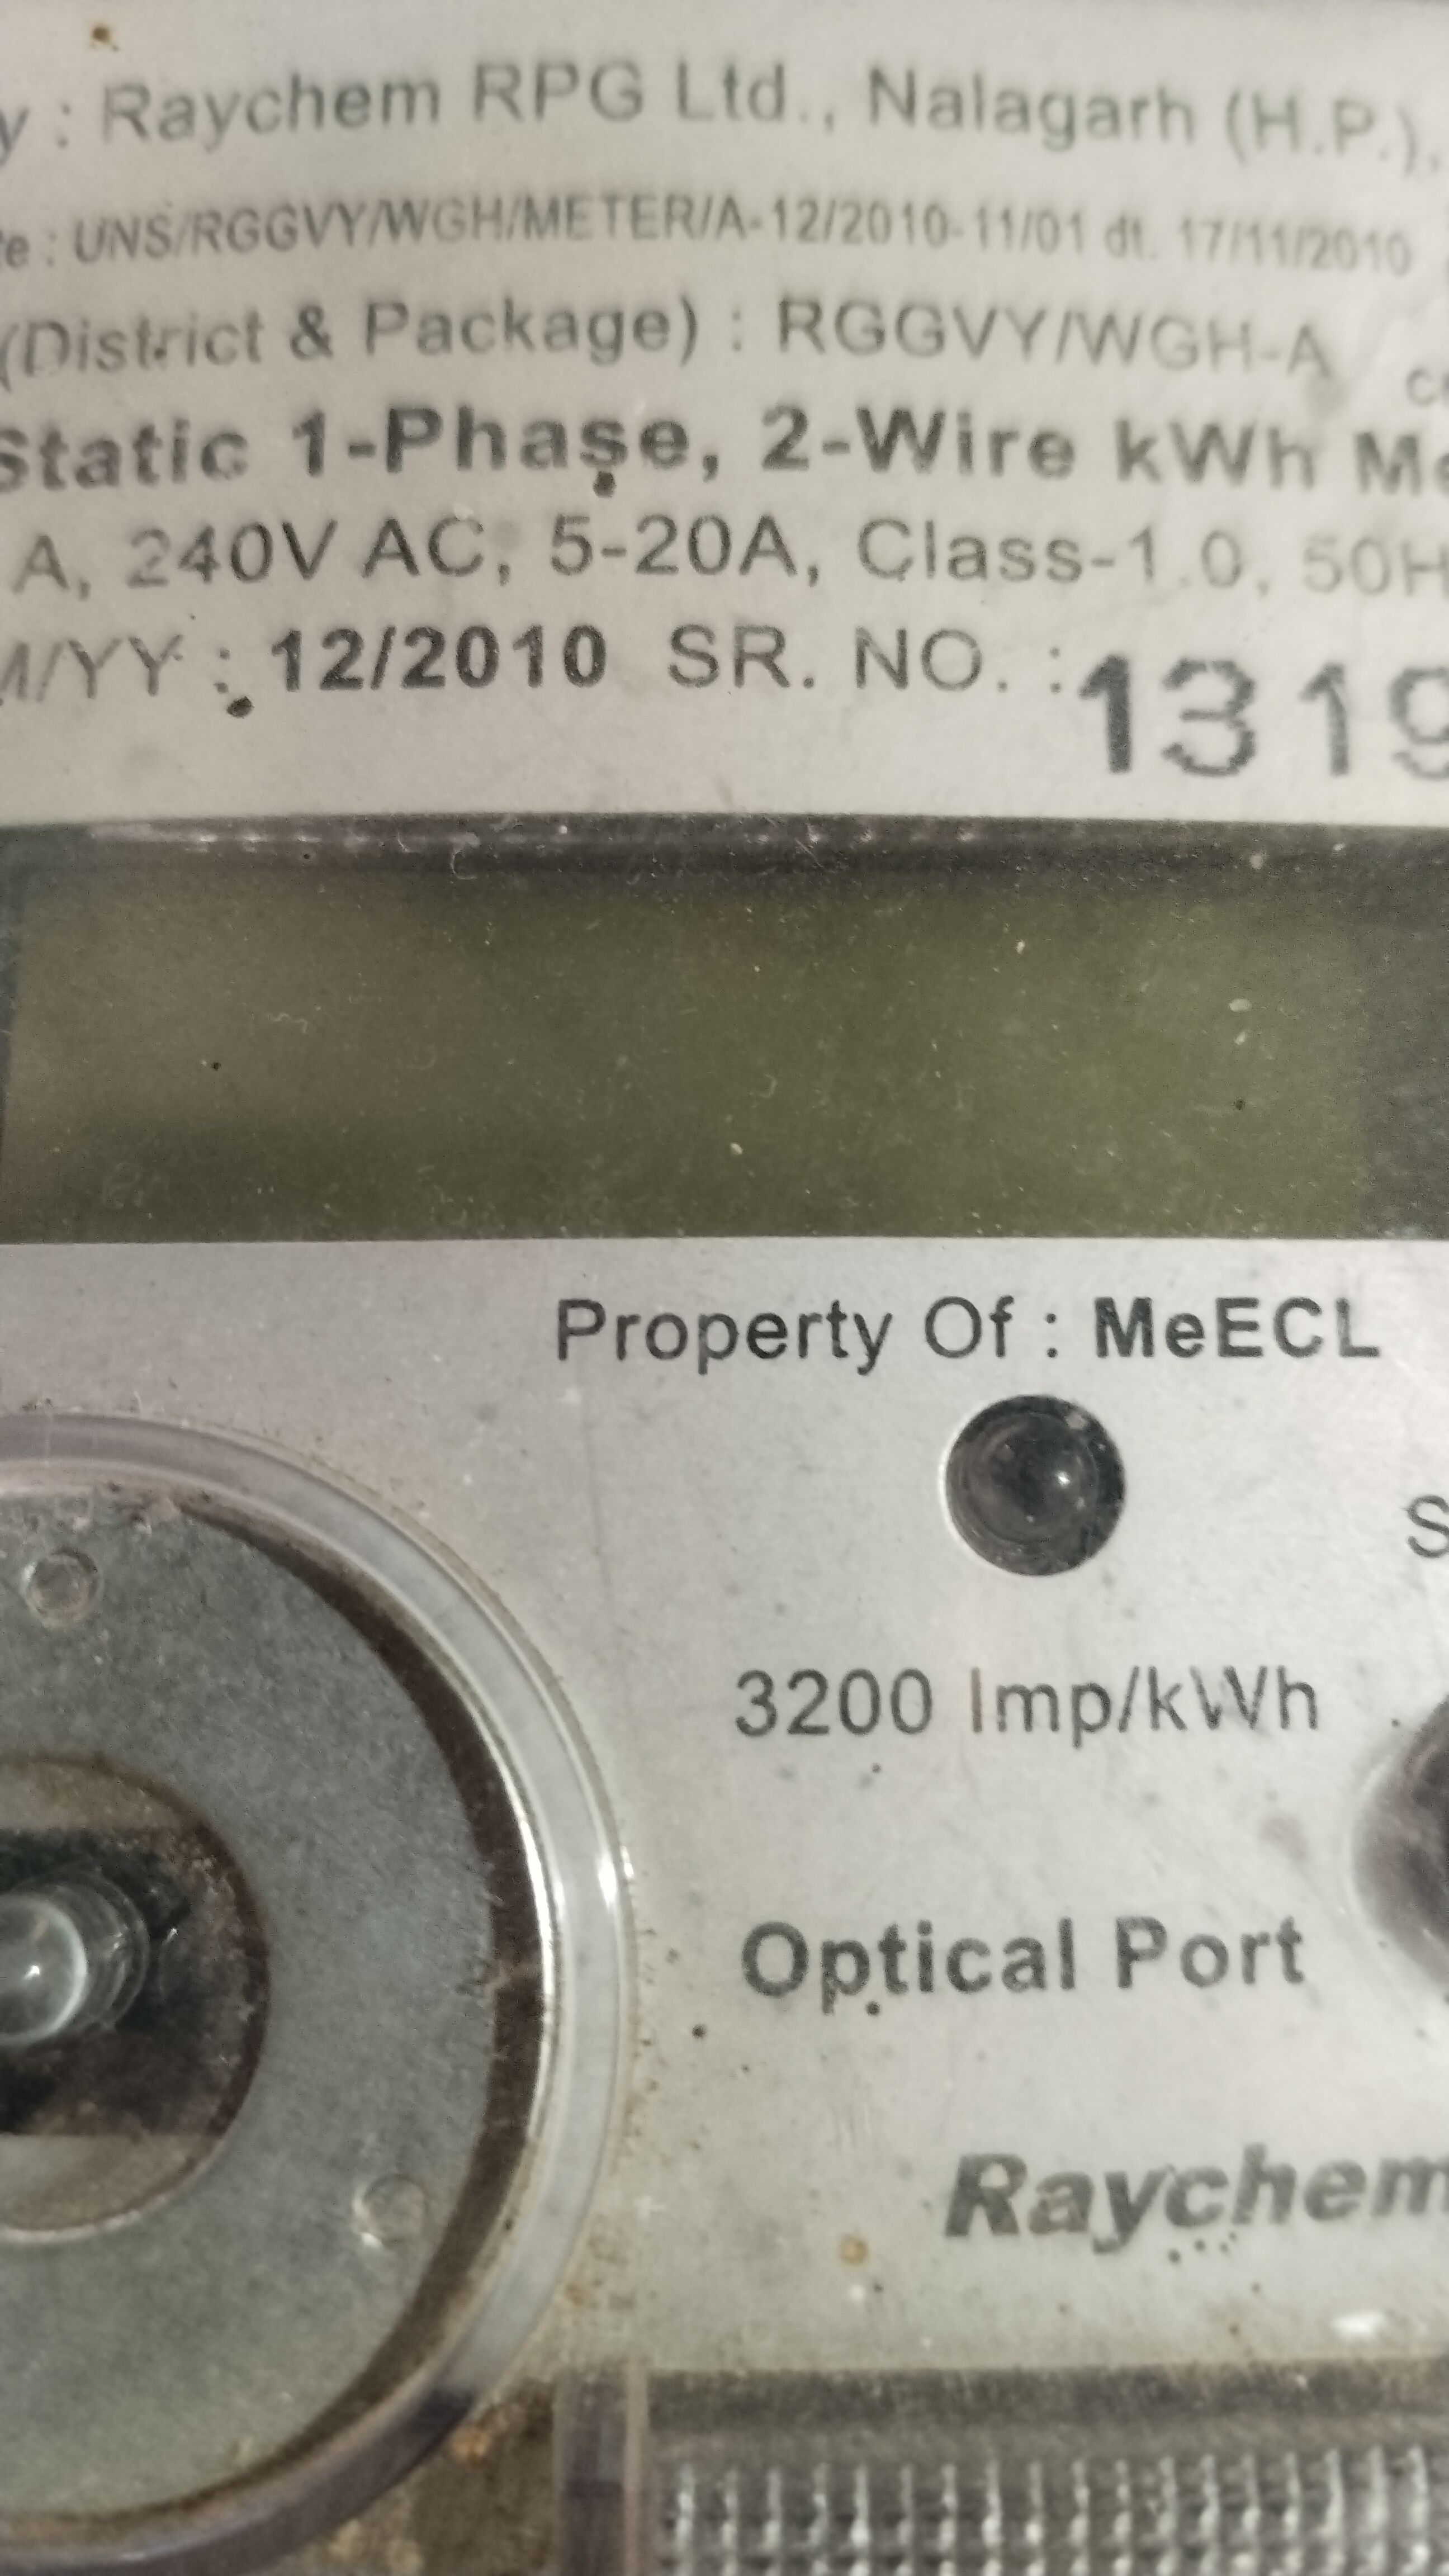 y : Raychem RPG Ltd., Nalagarh (H.P.),
e : UNS/RGGVY/WGH/METER/A-12/2010-11/01 dt. 17/11/2010
(District & Package) : RGGVY/WGH-A
Static 1-Phase, 2-Wire kWh Me
A, 240V AC, 5-20A, Class-1.0, 50H
M/YY : 12/2010 SR. NO. : 1319
Property Of : MeECL
S
3200 Imp/kWh
Optical Port
Raychem